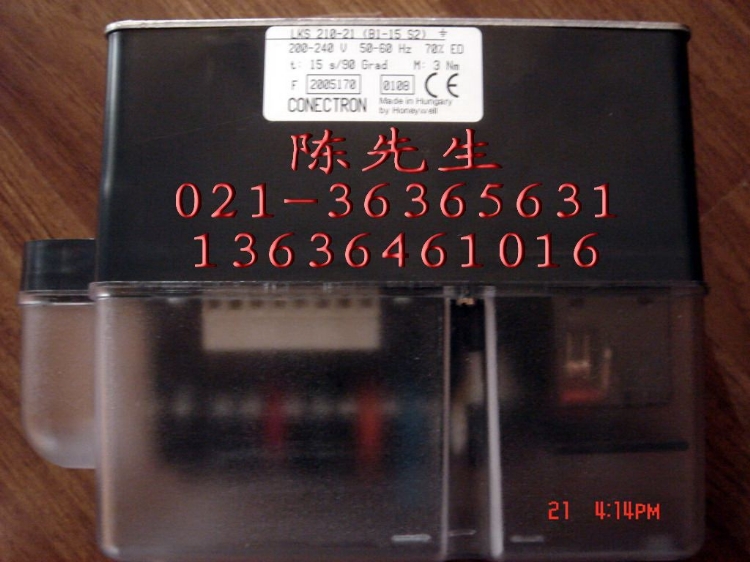 LKS 210-21 (B1-15 S2)
200-240 V 50-60 Hz 70% ED
t: 15 s/90 Grad M: 3 Nm
F 2005170 0108 CE
CONECTRON Made in Hungary
by Honeywell
陈先生
021-36365631
13636461016
21 4:14PM